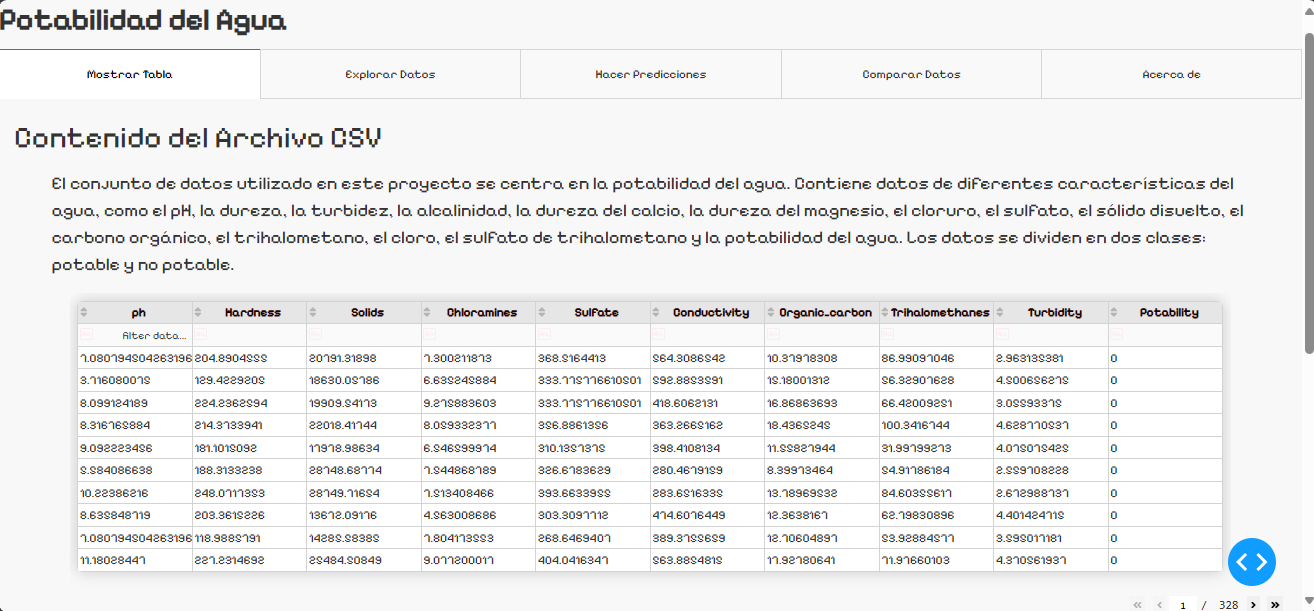 Potabilidad del Agua
Mostrar Tabla Explorar Datos Hacer Predicciones Comparar Datos Acerca de
Contenido del Archivo CSV
El conjunto de datos utilizado en este proyecto se centra en la potabilidad del agua. Contiene datos de diferentes características del
agua, como el pH, la dureza, la turbidez, la alcalinidad, la dureza del calcio, la dureza del magnesio, el cloruro, el sulfato, el sólido disuelto, el
carbono orgánico, el trihalometano, el cloro, el sulfato de trihalometano y la potabilidad del agua. Los datos se dividen en dos clases:
potable y no potable.
ph Hardness Solids Chloramines Sulfate Conductivity Organic_carbon Trihalomethanes Turbidity Potability
filter data...
7.080794504263196 204.8904555 20791.31898 7.300211873 368.5164413 564.3086542 10.37978308 86.99097046 2.963135381 0
3.716080075 129.4229205 18630.05786 6.635245884 333.775776610501 592.8853591 15.18001312 56.32907628 4.500656275 0
8.099124189 224.2362594 19909.54173 9.275883603 333.775776610501 418.6062131 16.86863693 66.42009251 3.05593375 0
8.316765884 214.3733941 22018.41744 8.059332377 356.8861356 363.2665162 18.4365245 100.3416744 4.628770537 0
9.092223456 181.1015092 17978.98634 6.546599974 310.1357375 398.4108134 11.55827944 31.99799273 4.075075425 0
5.584086638 188.3133238 28748.68774 7.544868789 326.6783629 280.4679159 8.39973464 54.91786184 2.559708228 0
10.22386216 248.0717353 28749.71654 7.513408466 393.6633955 283.6516335 13.78969532 84.60355617 2.672988737 0
8.635848719 203.3615226 13672.09176 4.563008686 303.3097712 474.6076449 12.3638167 62.79830896 4.401424715 0
7.080794504263196 118.9885791 14285.58385 7.804173553 268.6469407 389.3755659 12.70604897 53.92884577 3.595017181 0
11.18028447 227.2314692 25484.50849 9.077200017 404.0416347 563.8854815 17.92780641 71.97660103 4.370561937 0
1 / 328